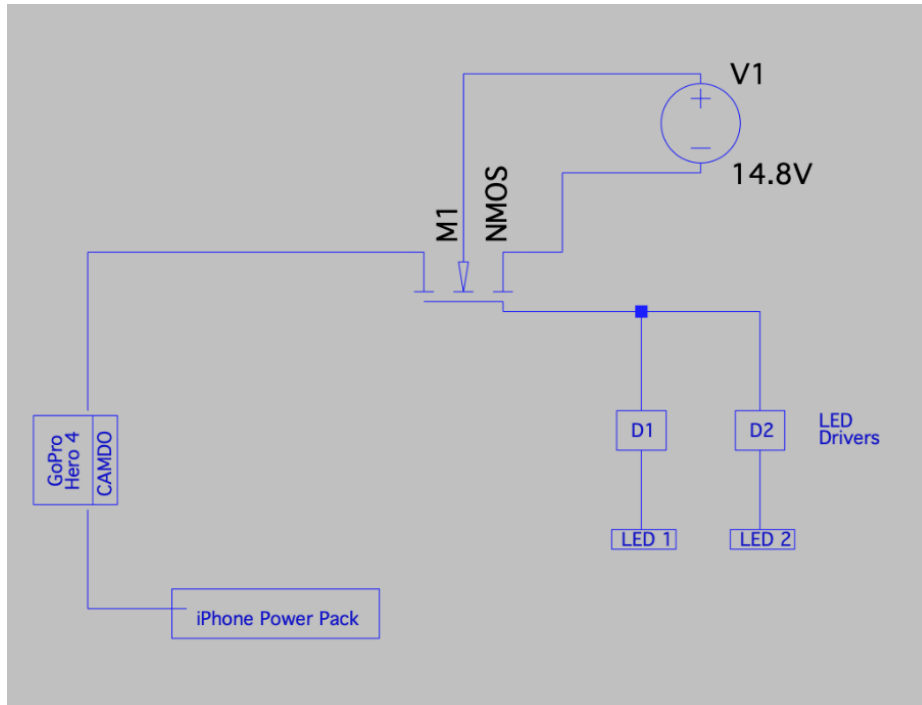 V1
14.8V
M1
NMOS
GoPro
Hero 4
CAMDO
D1
D2
LED
Drivers
LED 1
LED 2
iPhone Power Pack